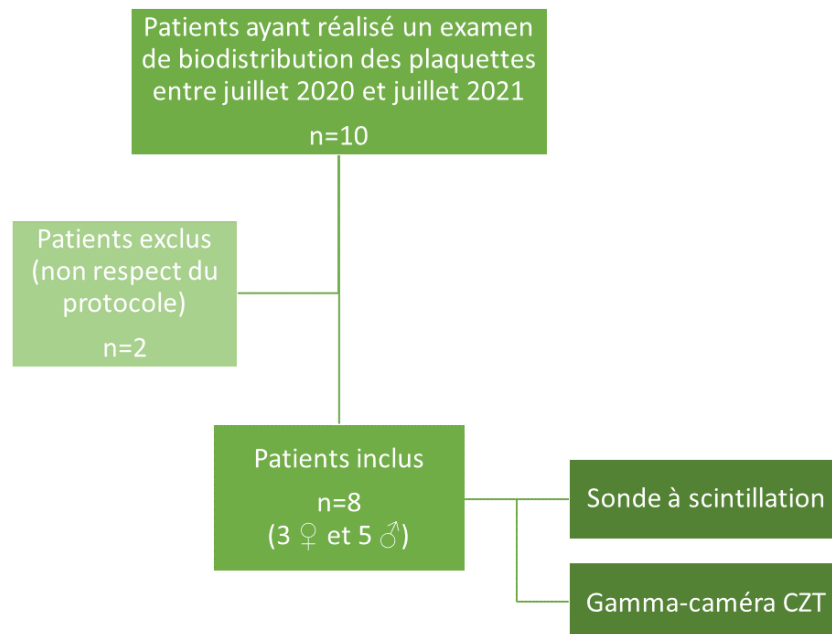 Patients ayant réalisé un examen
de biodistribution des plaquettes
entre juillet 2020 et juillet 2021
n=10
Patients exclus
(non respect du
protocole)
n=2
Patients inclus
n=8
(3 ♀ et 5 ♂)
Sonde à scintillation
Gamma-caméra CZT